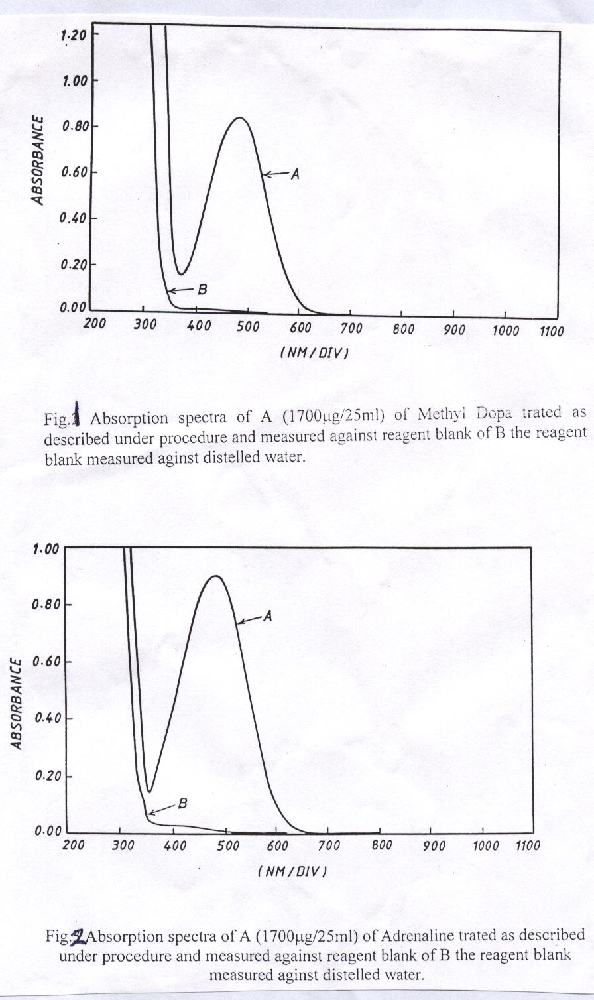 1.20
1.00
0.80
0.60
0.40
0.20
0.00
ABSORBANCE
A
B
200 300 400 500 600 700 800 900 1000 1100
(NM/DIV)
Fig.1 Absorption spectra of A (1700µg/25ml) of Methyl Dopa trated as
described under procedure and measured against reagent blank of B the reagent
blank measured aginst distelled water.
1.00
0.80
0.60
0.40
0.20
0.00
ABSORBANCE
A
B
200 300 400 500 600 700 800 900 1000 1100
(NM/DIV)
Fig.2 Absorption spectra of A (1700µg/25ml) of Adrenaline trated as described
under procedure and measured against reagent blank of B the reagent blank
measured aginst distelled water.